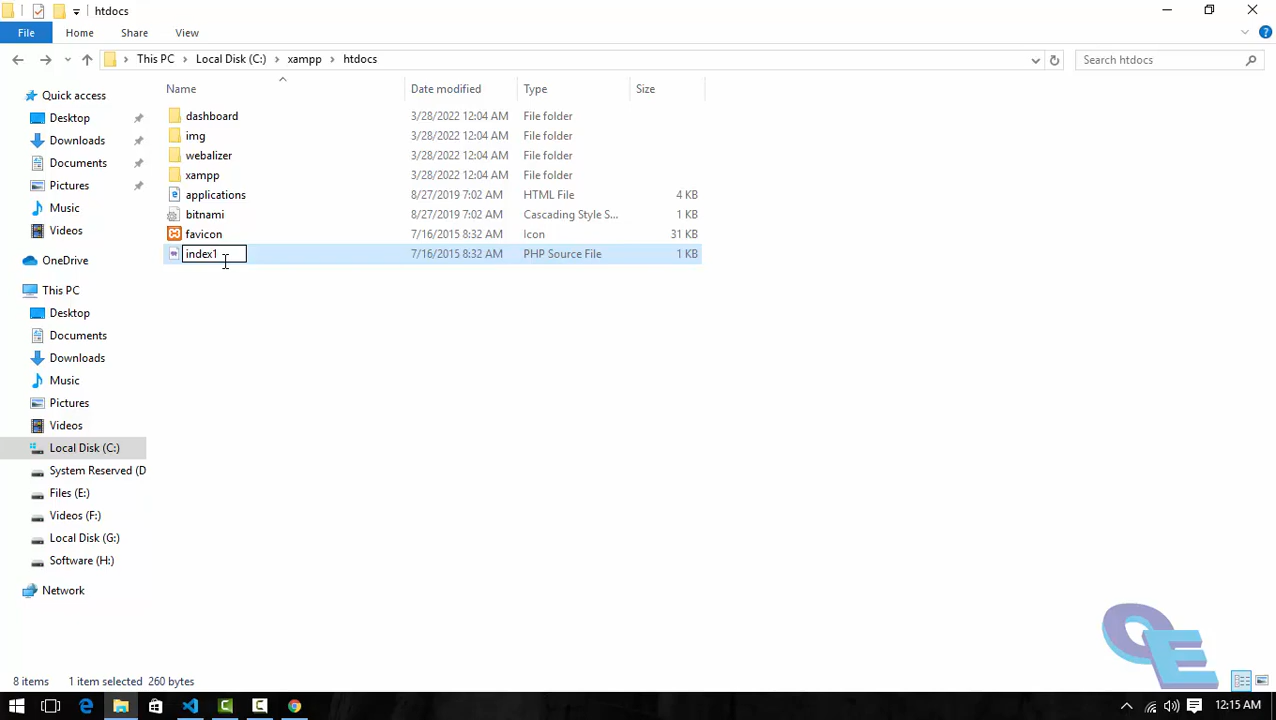 htdocs
File Home Share View
This PC Local Disk (C:) xampp htdocs Search htdocs
Name Date modified Type Size
Quick access
Desktop
Downloads
Documents
Pictures
Music
Videos
OneDrive
This PC
Desktop
Documents
Downloads
Music
Pictures
Videos
Local Disk (C:)
System Reserved (D
Files (E:)
Videos (F:)
Local Disk (G:)
Software (H:)
Network
dashboard 3/28/2022 12:04 AM File folder
img 3/28/2022 12:04 AM File folder
webalizer 3/28/2022 12:04 AM File folder
xampp 3/28/2022 12:04 AM File folder
applications 8/27/2019 7:02 AM HTML File 4 KB
bitnami 8/27/2019 7:02 AM Cascading Style S... 1 KB
favicon 7/16/2015 8:32 AM Icon 31 KB
index1 7/16/2015 8:32 AM PHP Source File 1 KB
OE
8 items 1 item selected 260 bytes
12:15 AM